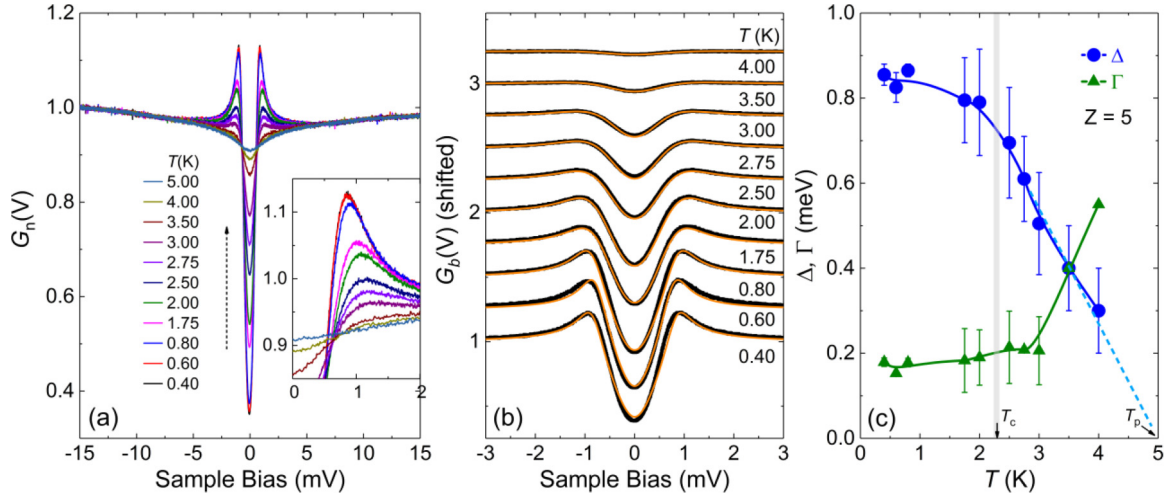 1.2
1.0
0.8
0.6
0.4
G_n(V)
T(K)
5.00
4.00
3.50
3.00
2.75
2.50
2.00
1.75
0.80
0.60
0.40
1.1
1.0
0.9
0 1 2
(a)
-15 -10 -5 0 5 10 15
Sample Bias (mV)
3
2
1
G_b(V) (shifted)
T (K)
4.00
3.50
3.00
2.75
2.50
2.00
1.75
0.80
0.60
0.40
(b)
-3 -2 -1 0 1 2 3
Sample Bias (mV)
1.0
0.8
0.6
0.4
0.2
0.0
Δ, Γ (meV)
Δ
Γ
Z = 5
T_c
T_p
(c)
0 1 2 3 4 5
T (K)